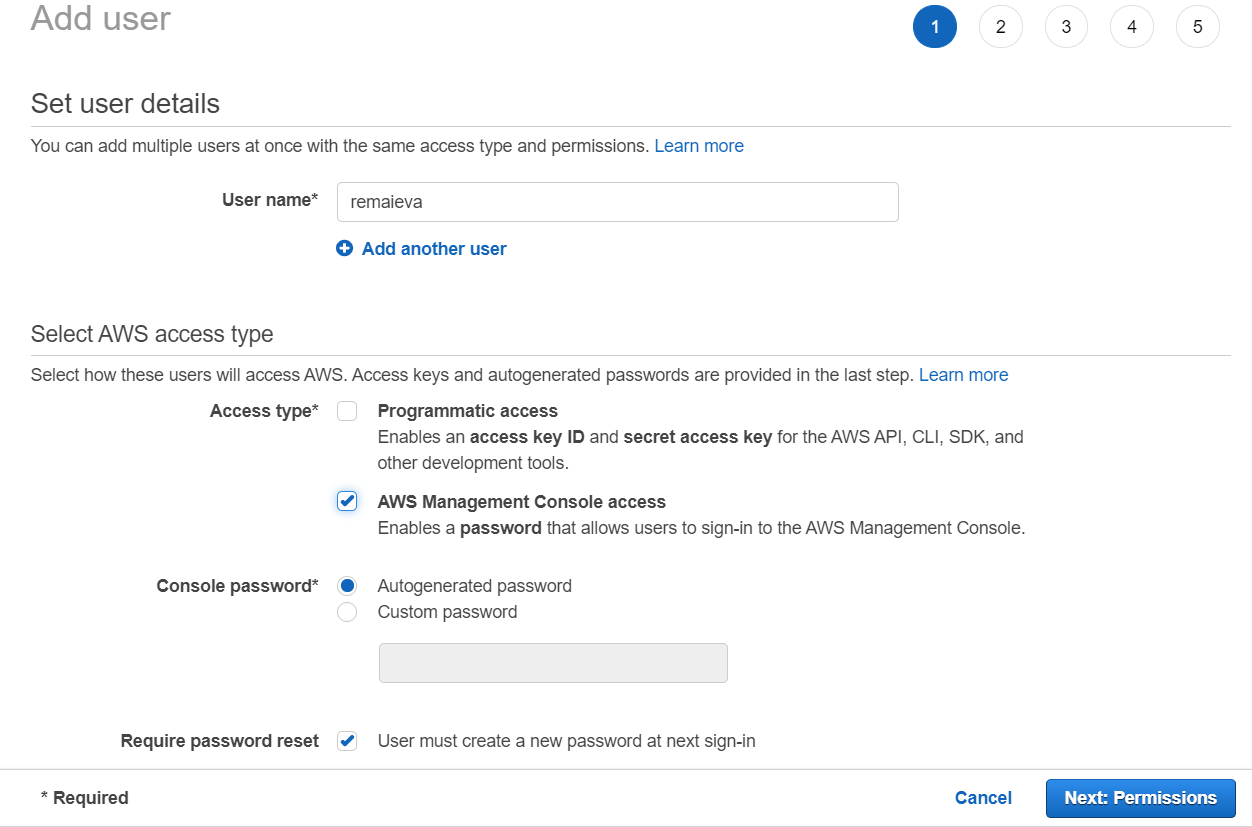 Add user
1 2 3 4 5
Set user details
You can add multiple users at once with the same access type and permissions. Learn more
User name* remaieva
Add another user
Select AWS access type
Select how these users will access AWS. Access keys and autogenerated passwords are provided in the last step. Learn more
Access type* Programmatic access
Enables an access key ID and secret access key for the AWS API, CLI, SDK, and
other development tools.
AWS Management Console access
Enables a password that allows users to sign-in to the AWS Management Console.
Console password* Autogenerated password
Custom password
Require password reset User must create a new password at next sign-in
* Required Cancel Next: Permissions